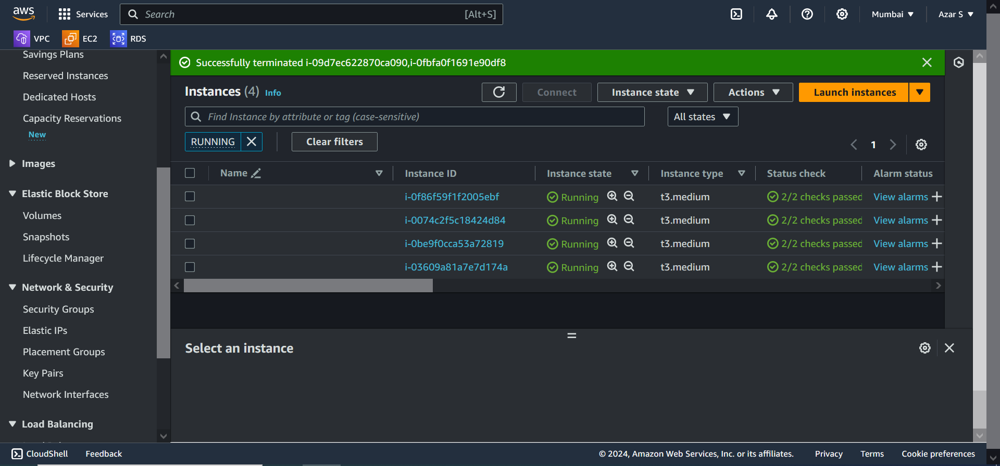 aws
Services
Search
[Alt+S]
Mumbai
Azar S
VPC
EC2
RDS
Savings Plans
Reserved Instances
Dedicated Hosts
Capacity Reservations
New
Images
Elastic Block Store
Volumes
Snapshots
Lifecycle Manager
Network & Security
Security Groups
Elastic IPs
Placement Groups
Key Pairs
Network Interfaces
Load Balancing
Successfully terminated i-09d7ec622870ca090,i-0fbfa0f1691e90df8
Instances (4) Info
Connect
Instance state
Actions
Launch instances
Find Instance by attribute or tag (case-sensitive)
All states
RUNNING
Clear filters
1
Name Instance ID Instance state Instance type Status check Alarm status
i-0f86f59f1f2005ebf Running t3.medium 2/2 checks passed View alarms
i-0074c2f5c18424d84 Running t3.medium 2/2 checks passed View alarms
i-0be9f0cca53a72819 Running t3.medium 2/2 checks passed View alarms
i-03609a81a7e7d174a Running t3.medium 2/2 checks passed View alarms
Select an instance
CloudShell
Feedback
© 2024, Amazon Web Services, Inc. or its affiliates.
Privacy
Terms
Cookie preferences